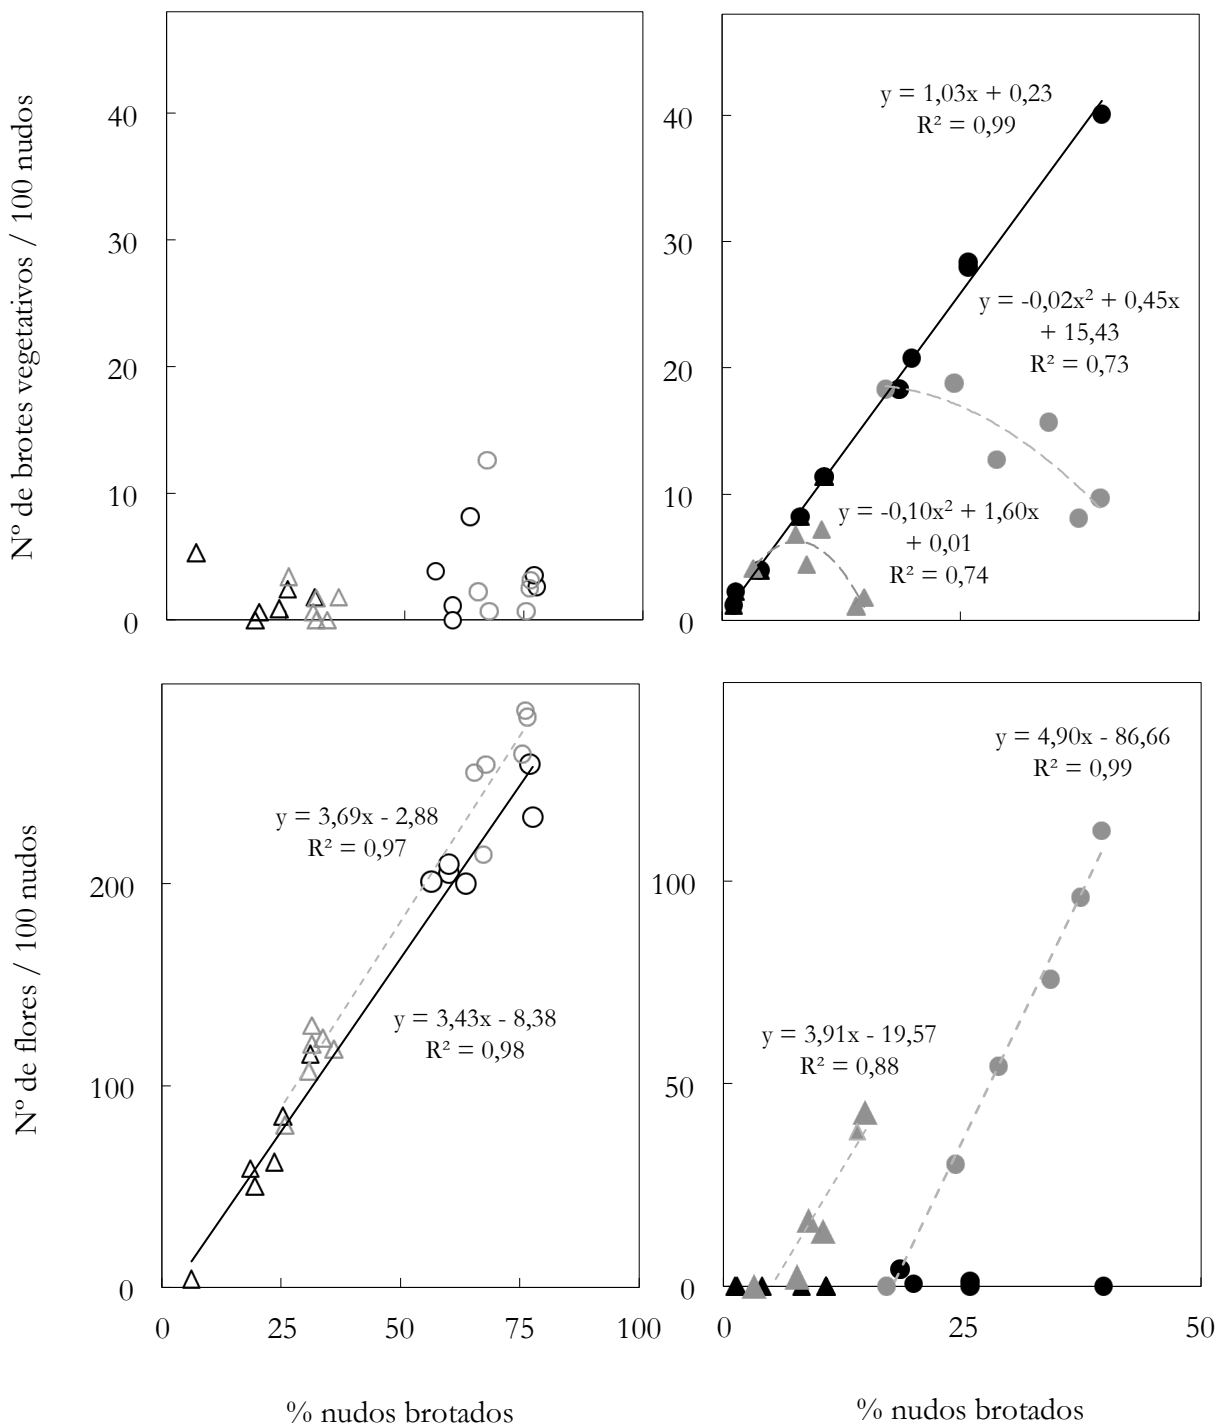 Nº de brotes vegetativos / 100 nudos
40
30
20
10
0
40
30
20
10
0
y = 1,03x + 0,23
R² = 0,99
y = -0,02x² + 0,45x
+ 15,43
R² = 0,73
y = -0,10x² + 1,60x
+ 0,01
R² = 0,74
Nº de flores / 100 nudos
200
100
0
y = 3,69x - 2,88
R² = 0,97
y = 3,43x - 8,38
R² = 0,98
0
25
50
75
100
% nudos brotados
100
50
0
y = 4,90x - 86,66
R² = 0,99
y = 3,91x - 19,57
R² = 0,88
0
25
50
% nudos brotados